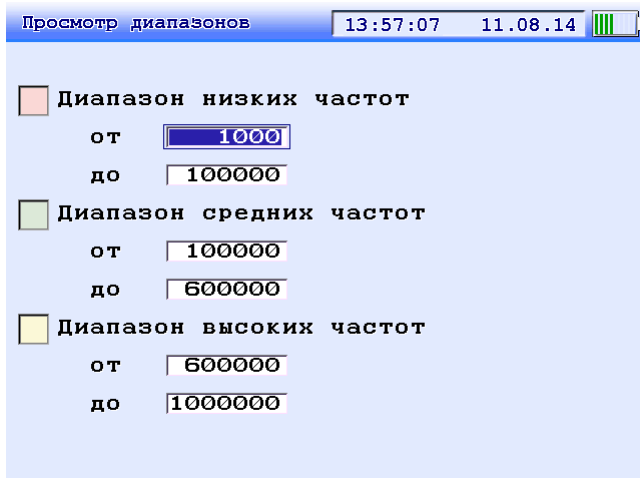 Просмотр диапазонов 13:57:07 11.08.14
Диапазон низких частот
от 1000
до 100000
Диапазон средних частот
от 100000
до 600000
Диапазон высоких частот
от 600000
до 1000000